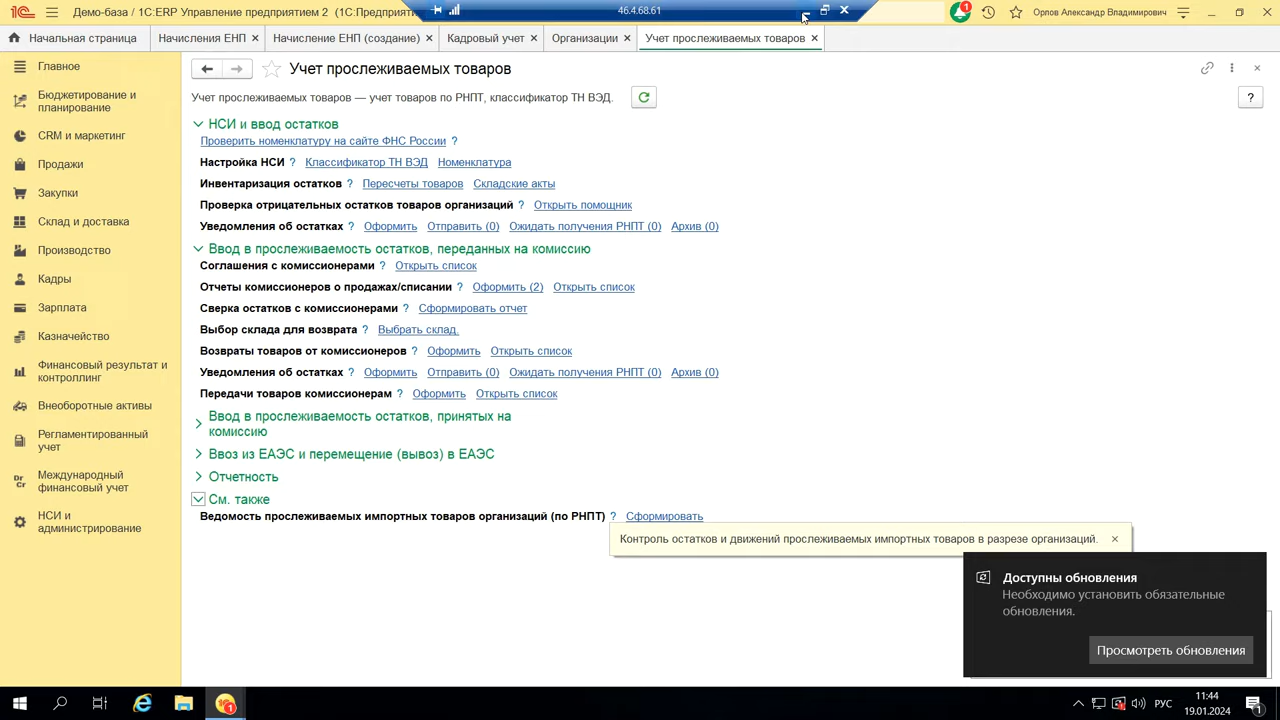 Демо-база / 1С:ERP Управление предприятием 2 (1С:Предприя
46.4.68.61
1
Орлов Александр Владимирович
Начальная страница
Начисления ЕНП
Начисление ЕНП (создание)
Кадровый учет
Организации
Учет прослеживаемых товаров
Главное
Бюджетирование и
планирование
CRM и маркетинг
Продажи
Закупки
Склад и доставка
Производство
Кадры
Зарплата
Казначейство
Финансовый результат и
контроллинг
Внеоборотные активы
Регламентированный
учет
Международный
финансовый учет
НСИ и
администрирование
Учет прослеживаемых товаров
Учет прослеживаемых товаров — учет товаров по РНПТ, классификатор ТН ВЭД.
?
НСИ и ввод остатков
Проверить номенклатуру на сайте ФНС России ?
Настройка НСИ ? Классификатор ТН ВЭД Номенклатура
Инвентаризация остатков ? Пересчеты товаров Складские акты
Проверка отрицательных остатков товаров организаций ? Открыть помощник
Уведомления об остатках ? Оформить Отправить (0) Ожидать получения РНПТ (0) Архив (0)
Ввод в прослеживаемость остатков, переданных на комиссию
Соглашения с комиссионерами ? Открыть список
Отчеты комиссионеров о продажах/списании ? Оформить (2) Открыть список
Сверка остатков с комиссионерами ? Сформировать отчет
Выбор склада для возврата ? Выбрать склад.
Возвраты товаров от комиссионеров ? Оформить Открыть список
Уведомления об остатках ? Оформить Отправить (0) Ожидать получения РНПТ (0) Архив (0)
Передачи товаров комиссионерам ? Оформить Открыть список
Ввод в прослеживаемость остатков, принятых на
комиссию
Ввоз из ЕАЭС и перемещение (вывоз) в ЕАЭС
Отчетность
См. также
Ведомость прослеживаемых импортных товаров организаций (по РНПТ) ? Сформировать
Контроль остатков и движений прослеживаемых импортных товаров в разрезе организаций.
Доступны обновления
Необходимо установить обязательные
обновления.
Просмотреть обновления
1
РУС
11:44
19.01.2024
1